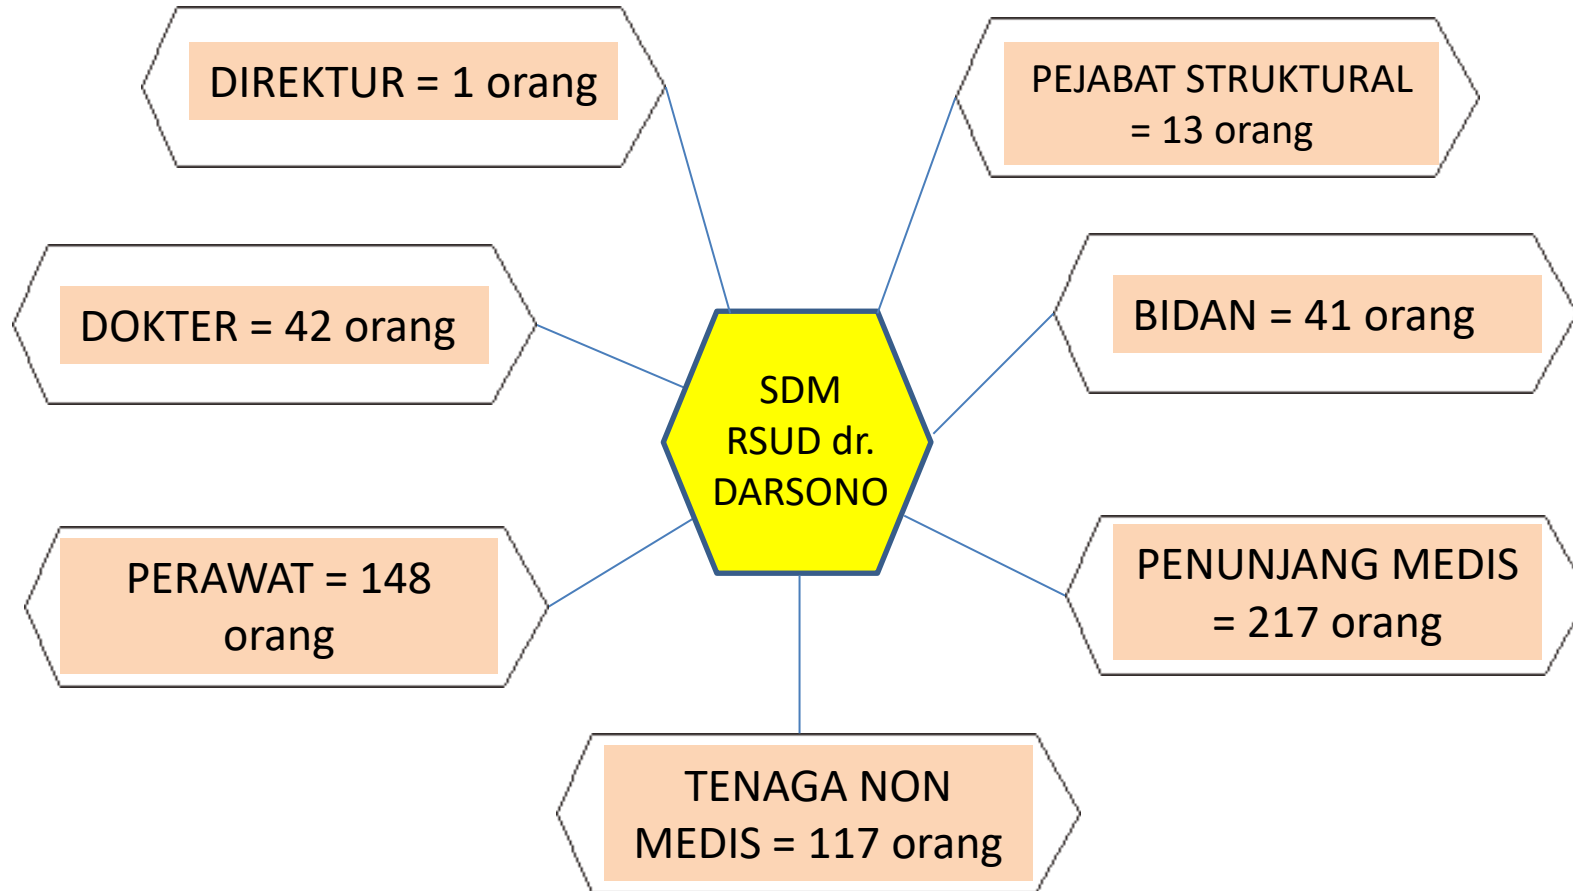 DIREKTUR = 1 orang
PEJABAT STRUKTURAL
= 13 orang
DOKTER = 42 orang
BIDAN = 41 orang
SDM
RSUD dr.
DARSONO
PERAWAT = 148
orang
PENUNJANG MEDIS
= 217 orang
TENAGA NON
MEDIS = 117 orang